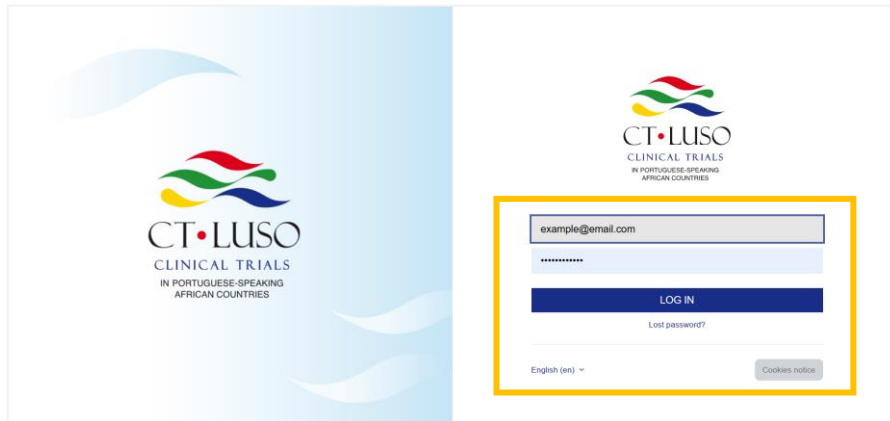 CT•LUSO
CLINICAL TRIALS
IN PORTUGUESE-SPEAKING
AFRICAN COUNTRIES
CT•LUSO
CLINICAL TRIALS
IN PORTUGUESE-SPEAKING
AFRICAN COUNTRIES
example@email.com
••••••••••••
LOG IN
Lost password?
English (en)
Cookies notice